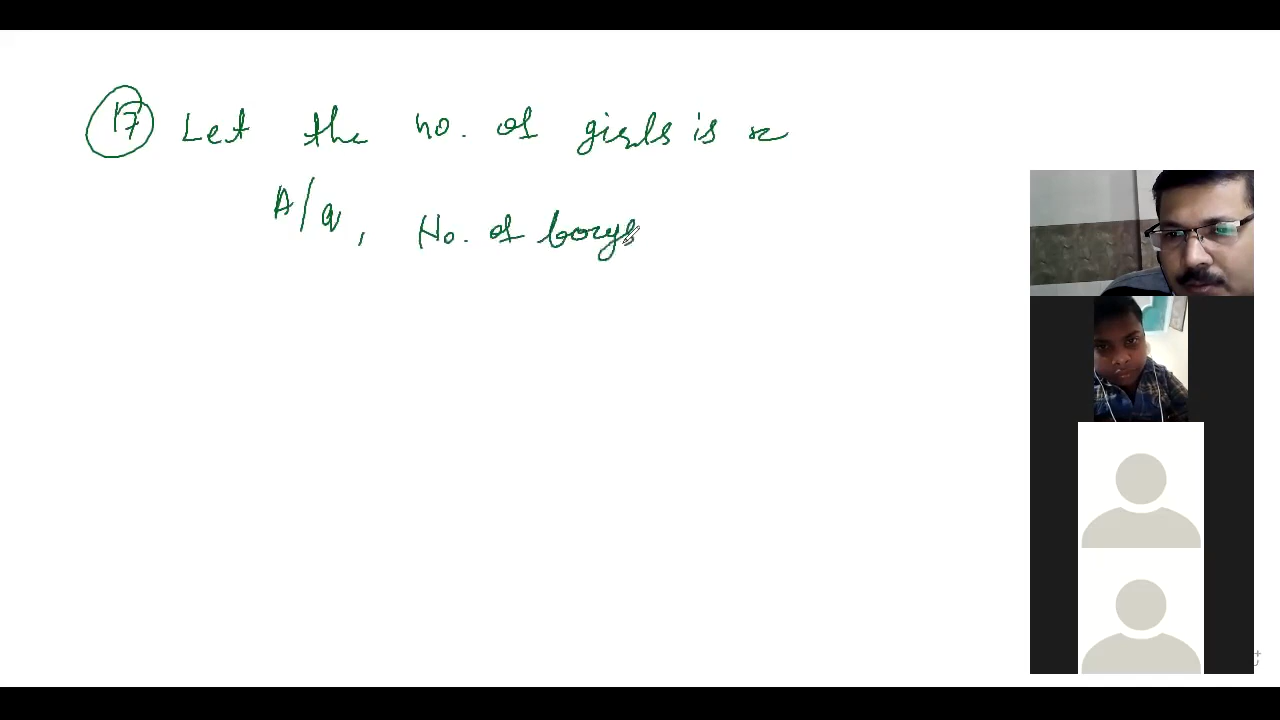 17 Let the no. of girls is x
A/q, No. of boys